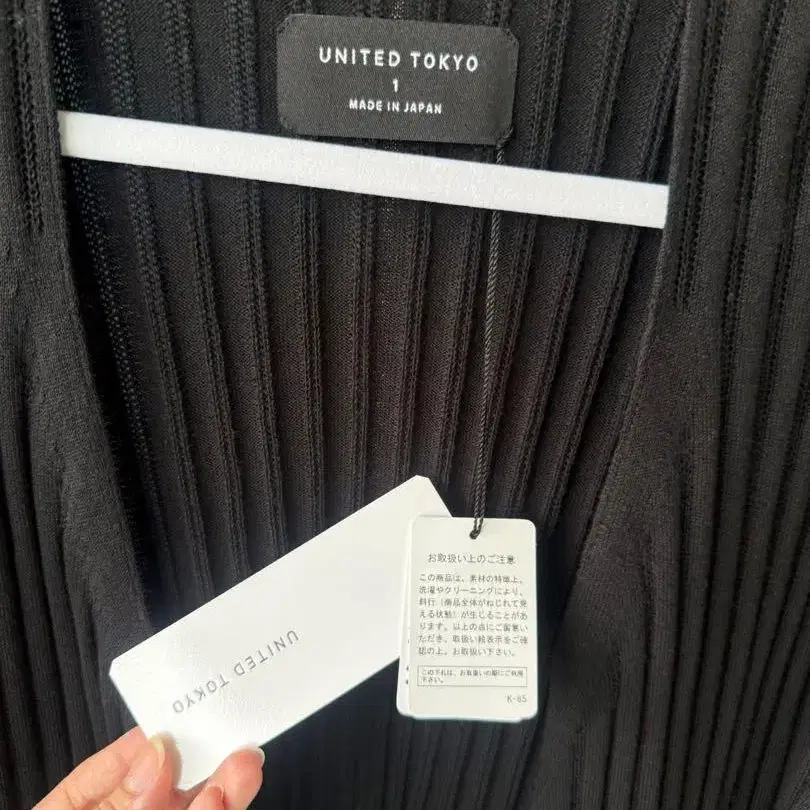 UNITED TOKYO
1
MADE IN JAPAN
お取扱い上のご注意
この商品は、素材の特性上、
洗濯やクリーニングにより、
斜行（商品全体がねじれて見
える状態）が生じることがあ
ります。以上の点にご留意い
ただき、取扱い絵表示をご確
認の上、お取扱い下さい。
この下札は、お取扱いの際にご利用
下さい。
K-65
UNITED TOKYO